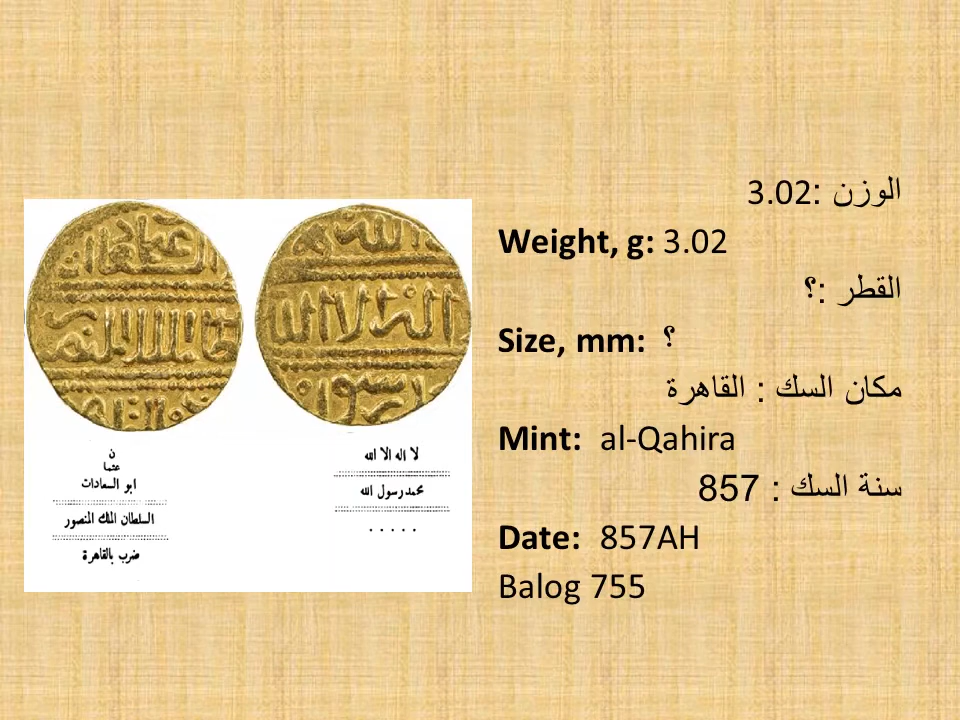 ن
عثما
ابو السعادات
السلطان الملك المنصور
ضرب بالقاهرة
لا اله الا الله
محمد رسول الله
. . . . .
الوزن :3.02
Weight, g: 3.02
القطر :؟
Size, mm: ؟
مكان السك : القاهرة
Mint: al-Qahira
سنة السك : 857
Date: 857AH
Balog 755